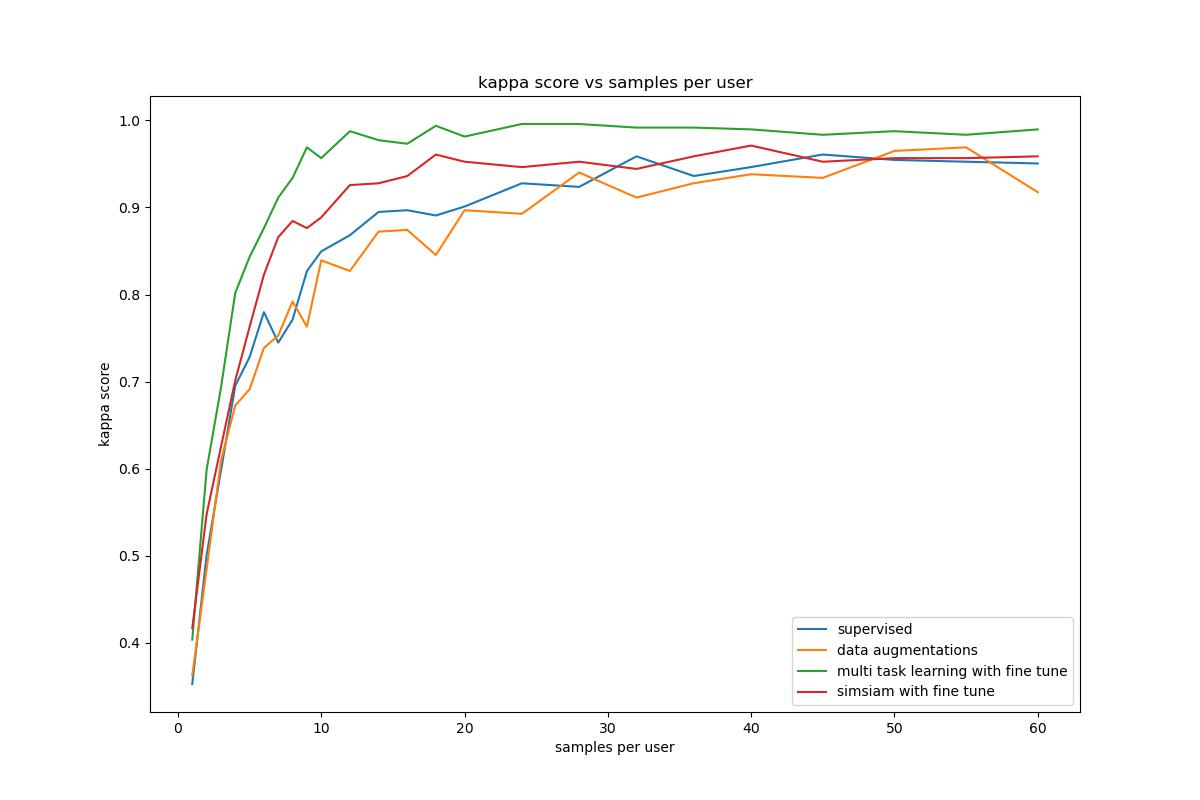 kappa score vs samples per user
1.0
0.9
0.8
0.7
0.6
0.5
0.4
kappa score
0 10 20 30 40 50 60
samples per user
supervised
data augmentations
multi task learning with fine tune
simsiam with fine tune